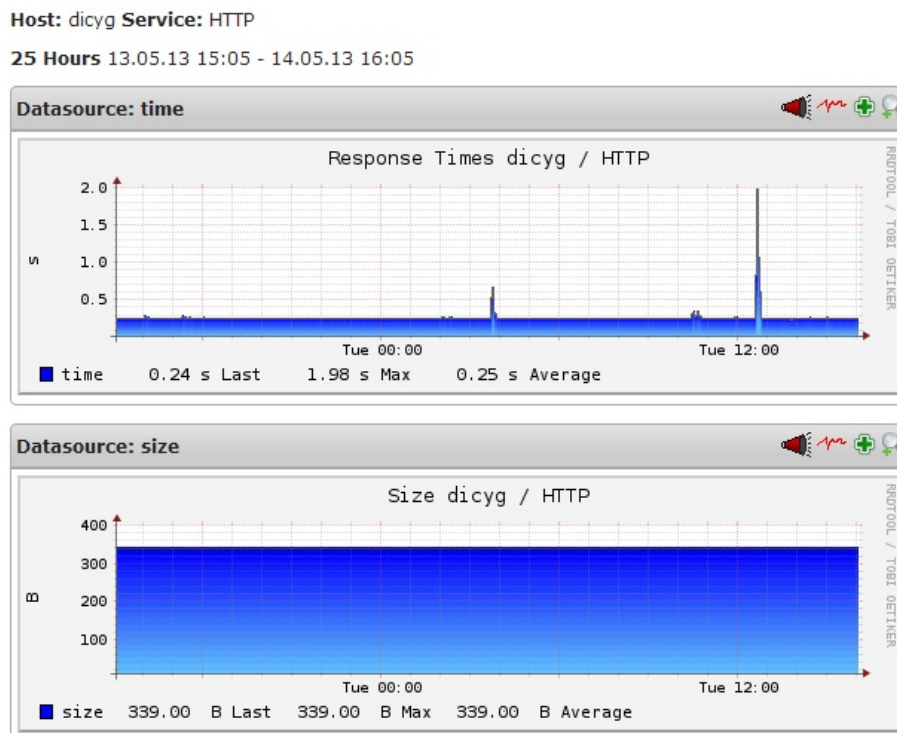 Host: dicyg Service: HTTP
25 Hours 13.05.13 15:05 - 14.05.13 16:05
Datasource: time
Response Times dicyg / HTTP
RRDTOOL / TOBI OETIKER
2.0
1.5
1.0
0.5
s
Tue 00:00 Tue 12:00
time 0.24 s Last 1.98 s Max 0.25 s Average
Datasource: size
Size dicyg / HTTP
RRDTOOL / TOBI OETIKER
400
300
200
100
B
Tue 00:00 Tue 12:00
size 339.00 B Last 339.00 B Max 339.00 B Average